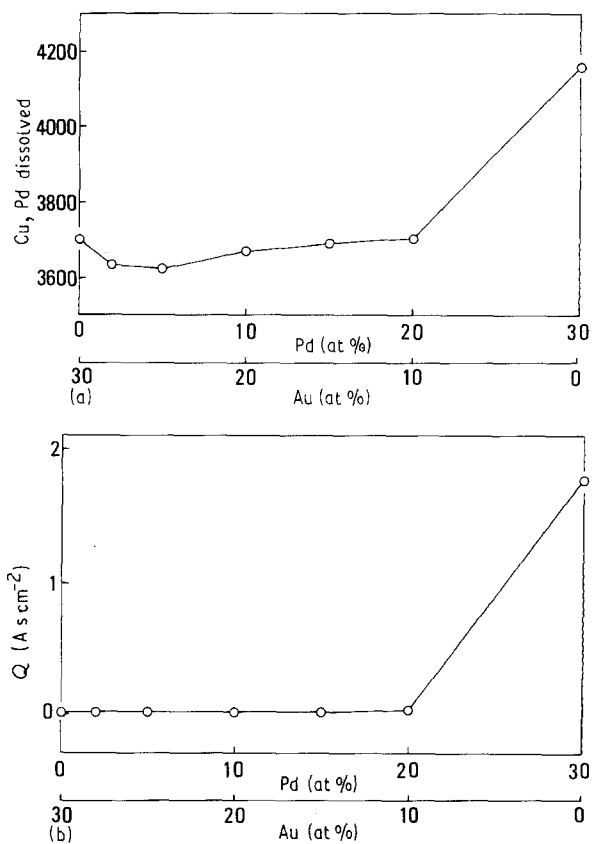 4200
4000
3800
3600
Cu, Pd dissolved
0 10 20 30
Pd (at %)
30 20 10 0
(a) Au (at %)
2
1
0
Q (A s cm⁻²)
0 10 20 30
Pd (at %)
30 20 10 0
(b) Au (at %)